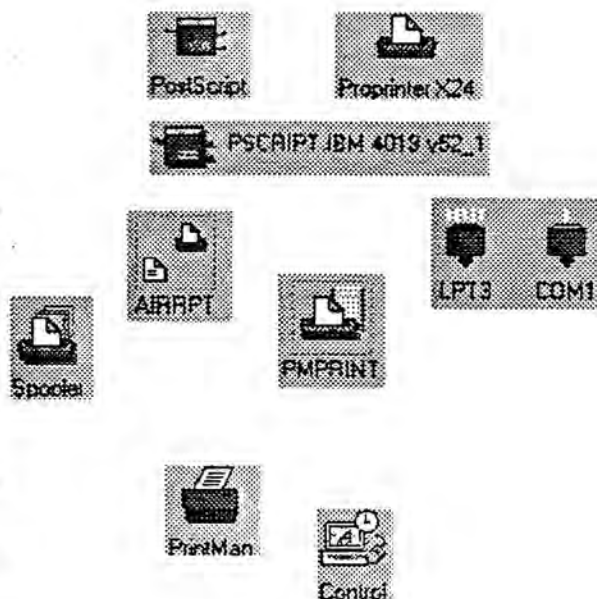 PostScript
Proprinter X24
PSCRIPT.IBM 4019 v52_1
AIRRPT
LPT3
COM1
PMPRINT
Spooler
PrintMan
Control